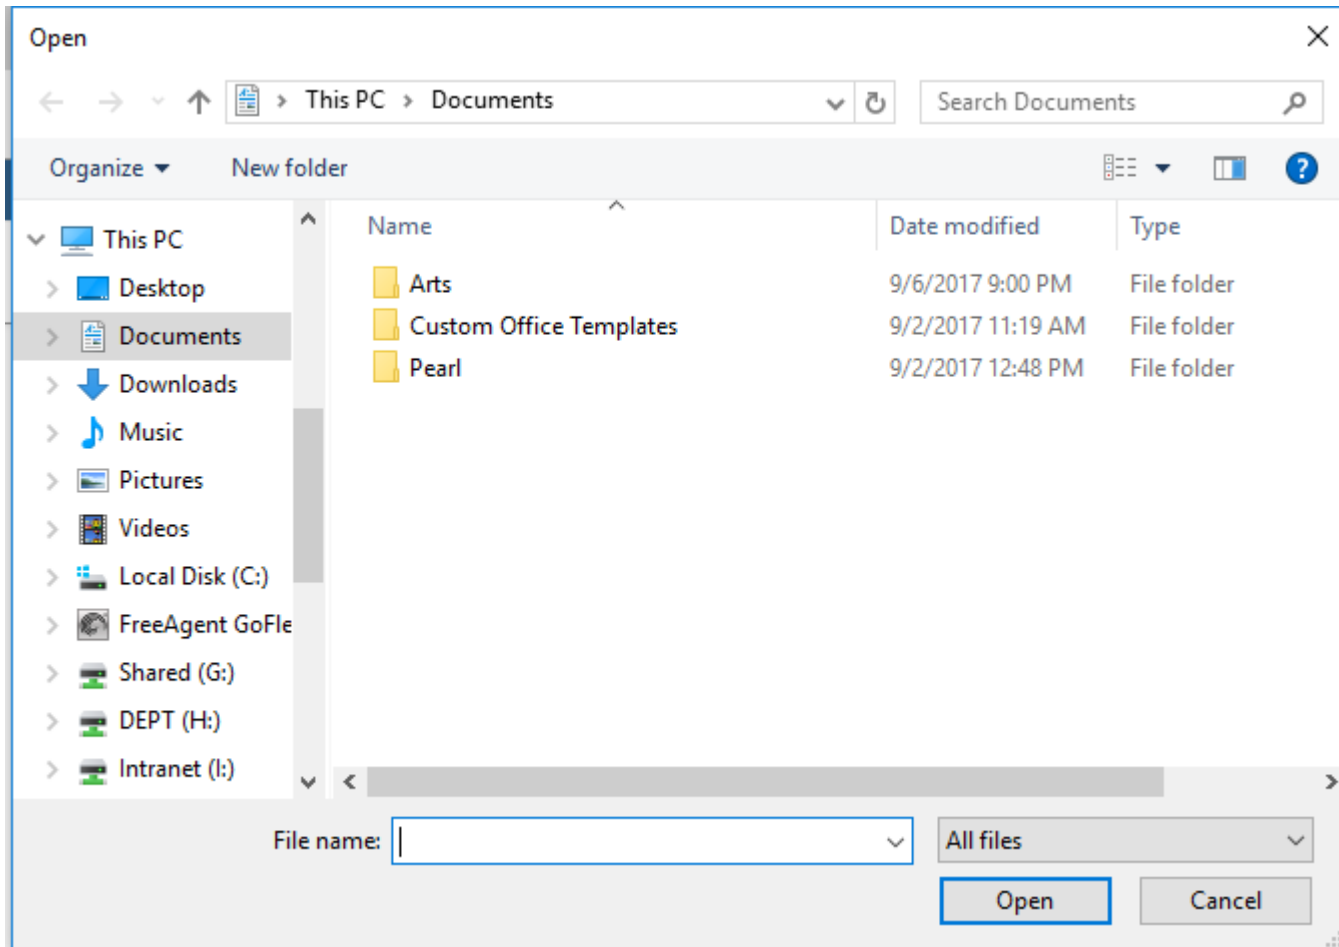 Open
This PC > Documents
Search Documents
Organize
New folder
Name
Date modified
Type
This PC
Desktop
Documents
Downloads
Music
Pictures
Videos
Local Disk (C:)
FreeAgent GoFle
Shared (G:)
DEPT (H:)
Intranet (I:)
Arts 9/6/2017 9:00 PM File folder
Custom Office Templates 9/2/2017 11:19 AM File folder
Pearl 9/2/2017 12:48 PM File folder
File name:
All files
Open
Cancel